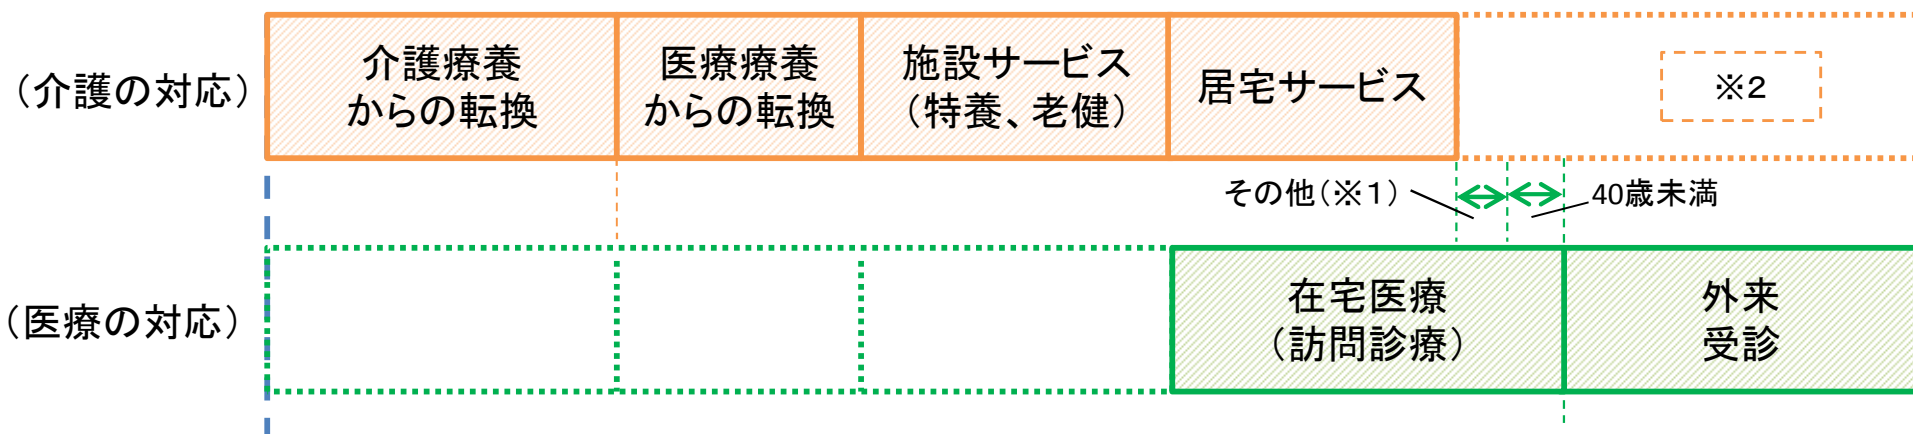 （介護の対応）
介護療養
からの転換
医療療養
からの転換
施設サービス
（特養、老健）
居宅サービス
※２
その他（※１）
40歳未満
（医療の対応）
在宅医療
（訪問診療）
外来
受診